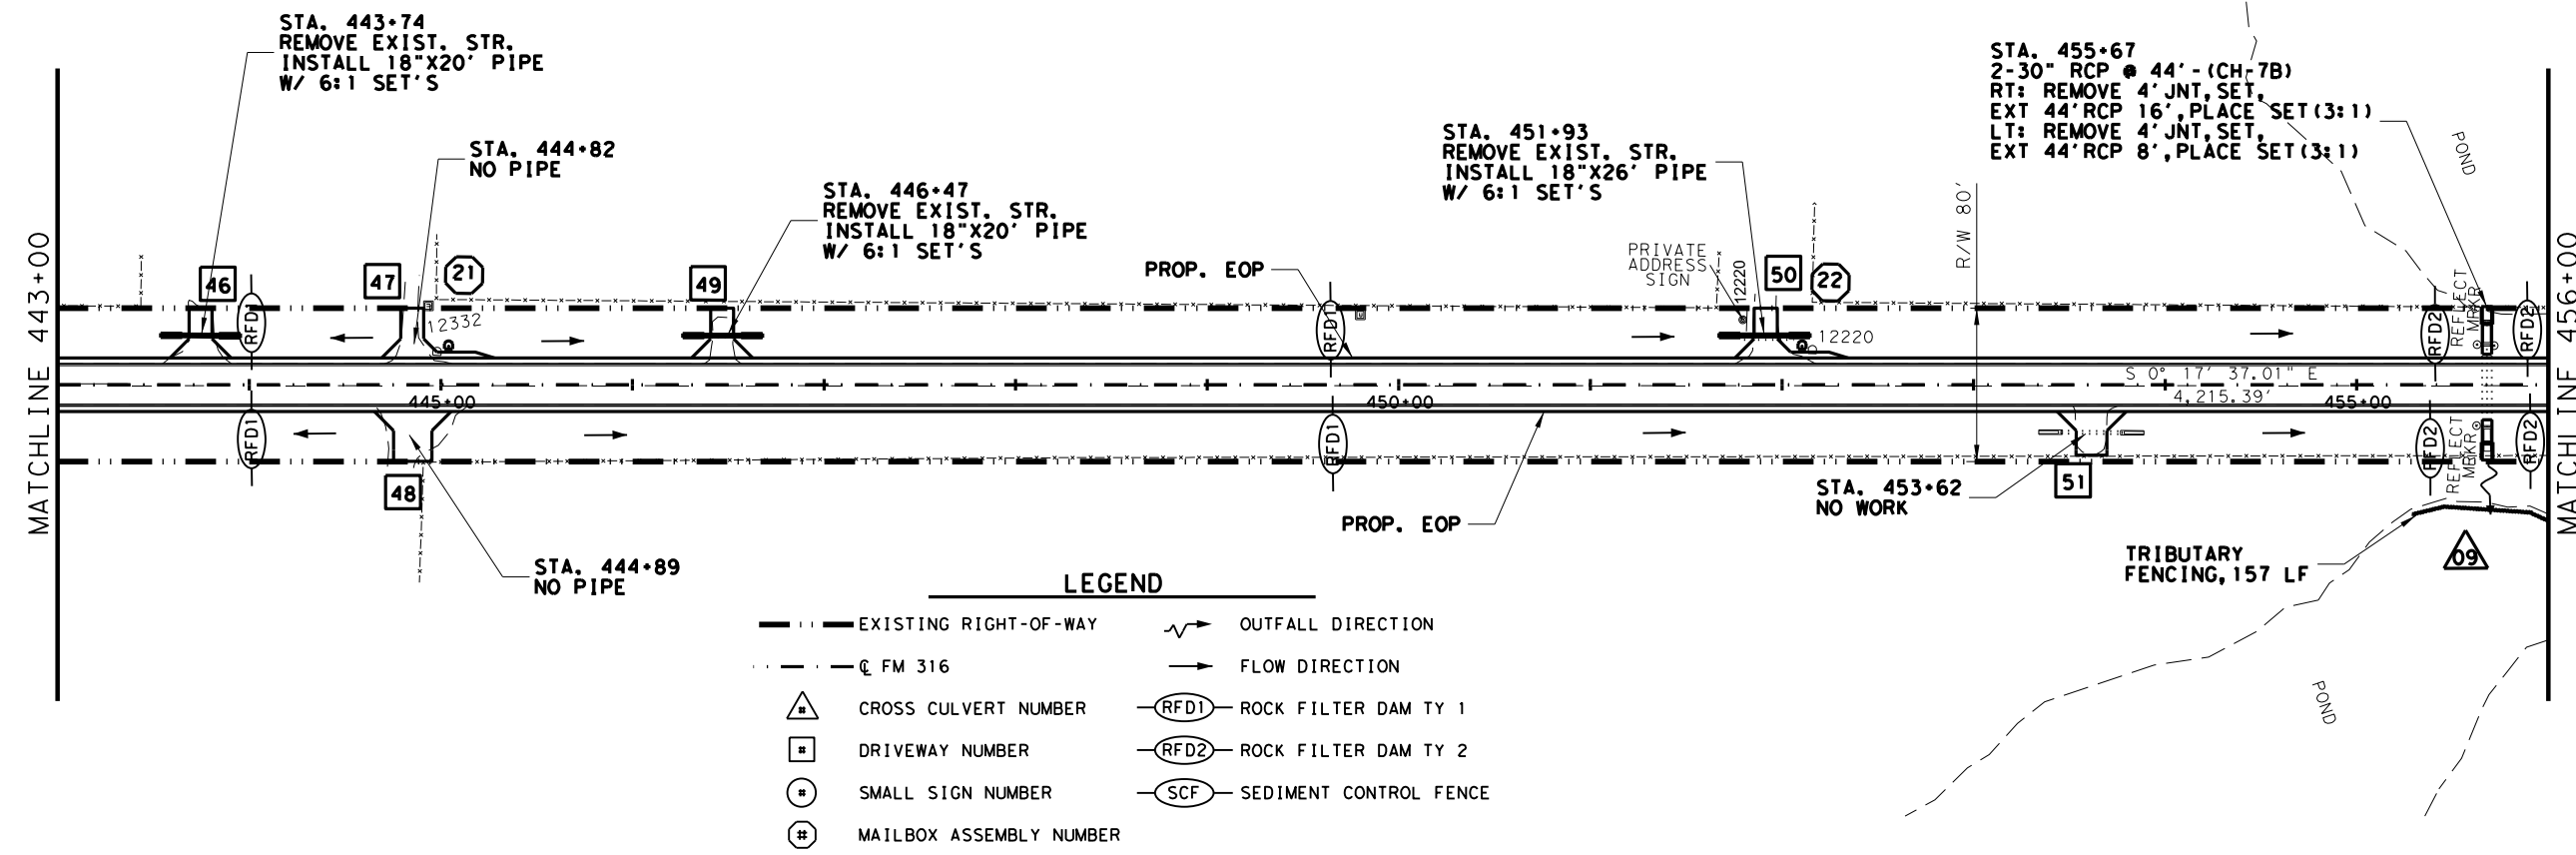 STA. 443+74
REMOVE EXIST. STR.
INSTALL 18"X20' PIPE
W/ 6:1 SET'S
STA. 444+82
NO PIPE
STA. 446+47
REMOVE EXIST. STR.
INSTALL 18"X20' PIPE
W/ 6:1 SET'S
STA. 451+93
REMOVE EXIST. STR.
INSTALL 18"X26' PIPE
W/ 6:1 SET'S
STA. 455+67
2-30" RCP @ 44'-(CH-7B)
RT: REMOVE 4'JNT,SET,
EXT 44'RCP 16',PLACE SET(3:1)
LT: REMOVE 4'JNT,SET,
EXT 44'RCP 8',PLACE SET(3:1)
POND
R/W 80'
MATCHLINE 443+00
46
RFD1
47
21
12332
49
PROP. EOP
RFD1
PRIVATE
ADDRESS
SIGN
12220
50
22
12220
RFD2
REFLECT
MRKR
RFD2
MATCHLINE 456+00
445+00
450+00
S 0° 17' 37.01" E
4,215.39'
455+00
RFD1
48
RFD1
51
RFD2
REFLECT
MRKR
RFD2
STA. 444+89
NO PIPE
PROP. EOP
STA. 453+62
NO WORK
TRIBUTARY
FENCING,157 LF
09
POND
LEGEND
EXISTING RIGHT-OF-WAY
OUTFALL DIRECTION
℄ FM 316
FLOW DIRECTION
# CROSS CULVERT NUMBER
RFD1 ROCK FILTER DAM TY 1
# DRIVEWAY NUMBER
RFD2 ROCK FILTER DAM TY 2
# SMALL SIGN NUMBER
SCF SEDIMENT CONTROL FENCE
# MAILBOX ASSEMBLY NUMBER